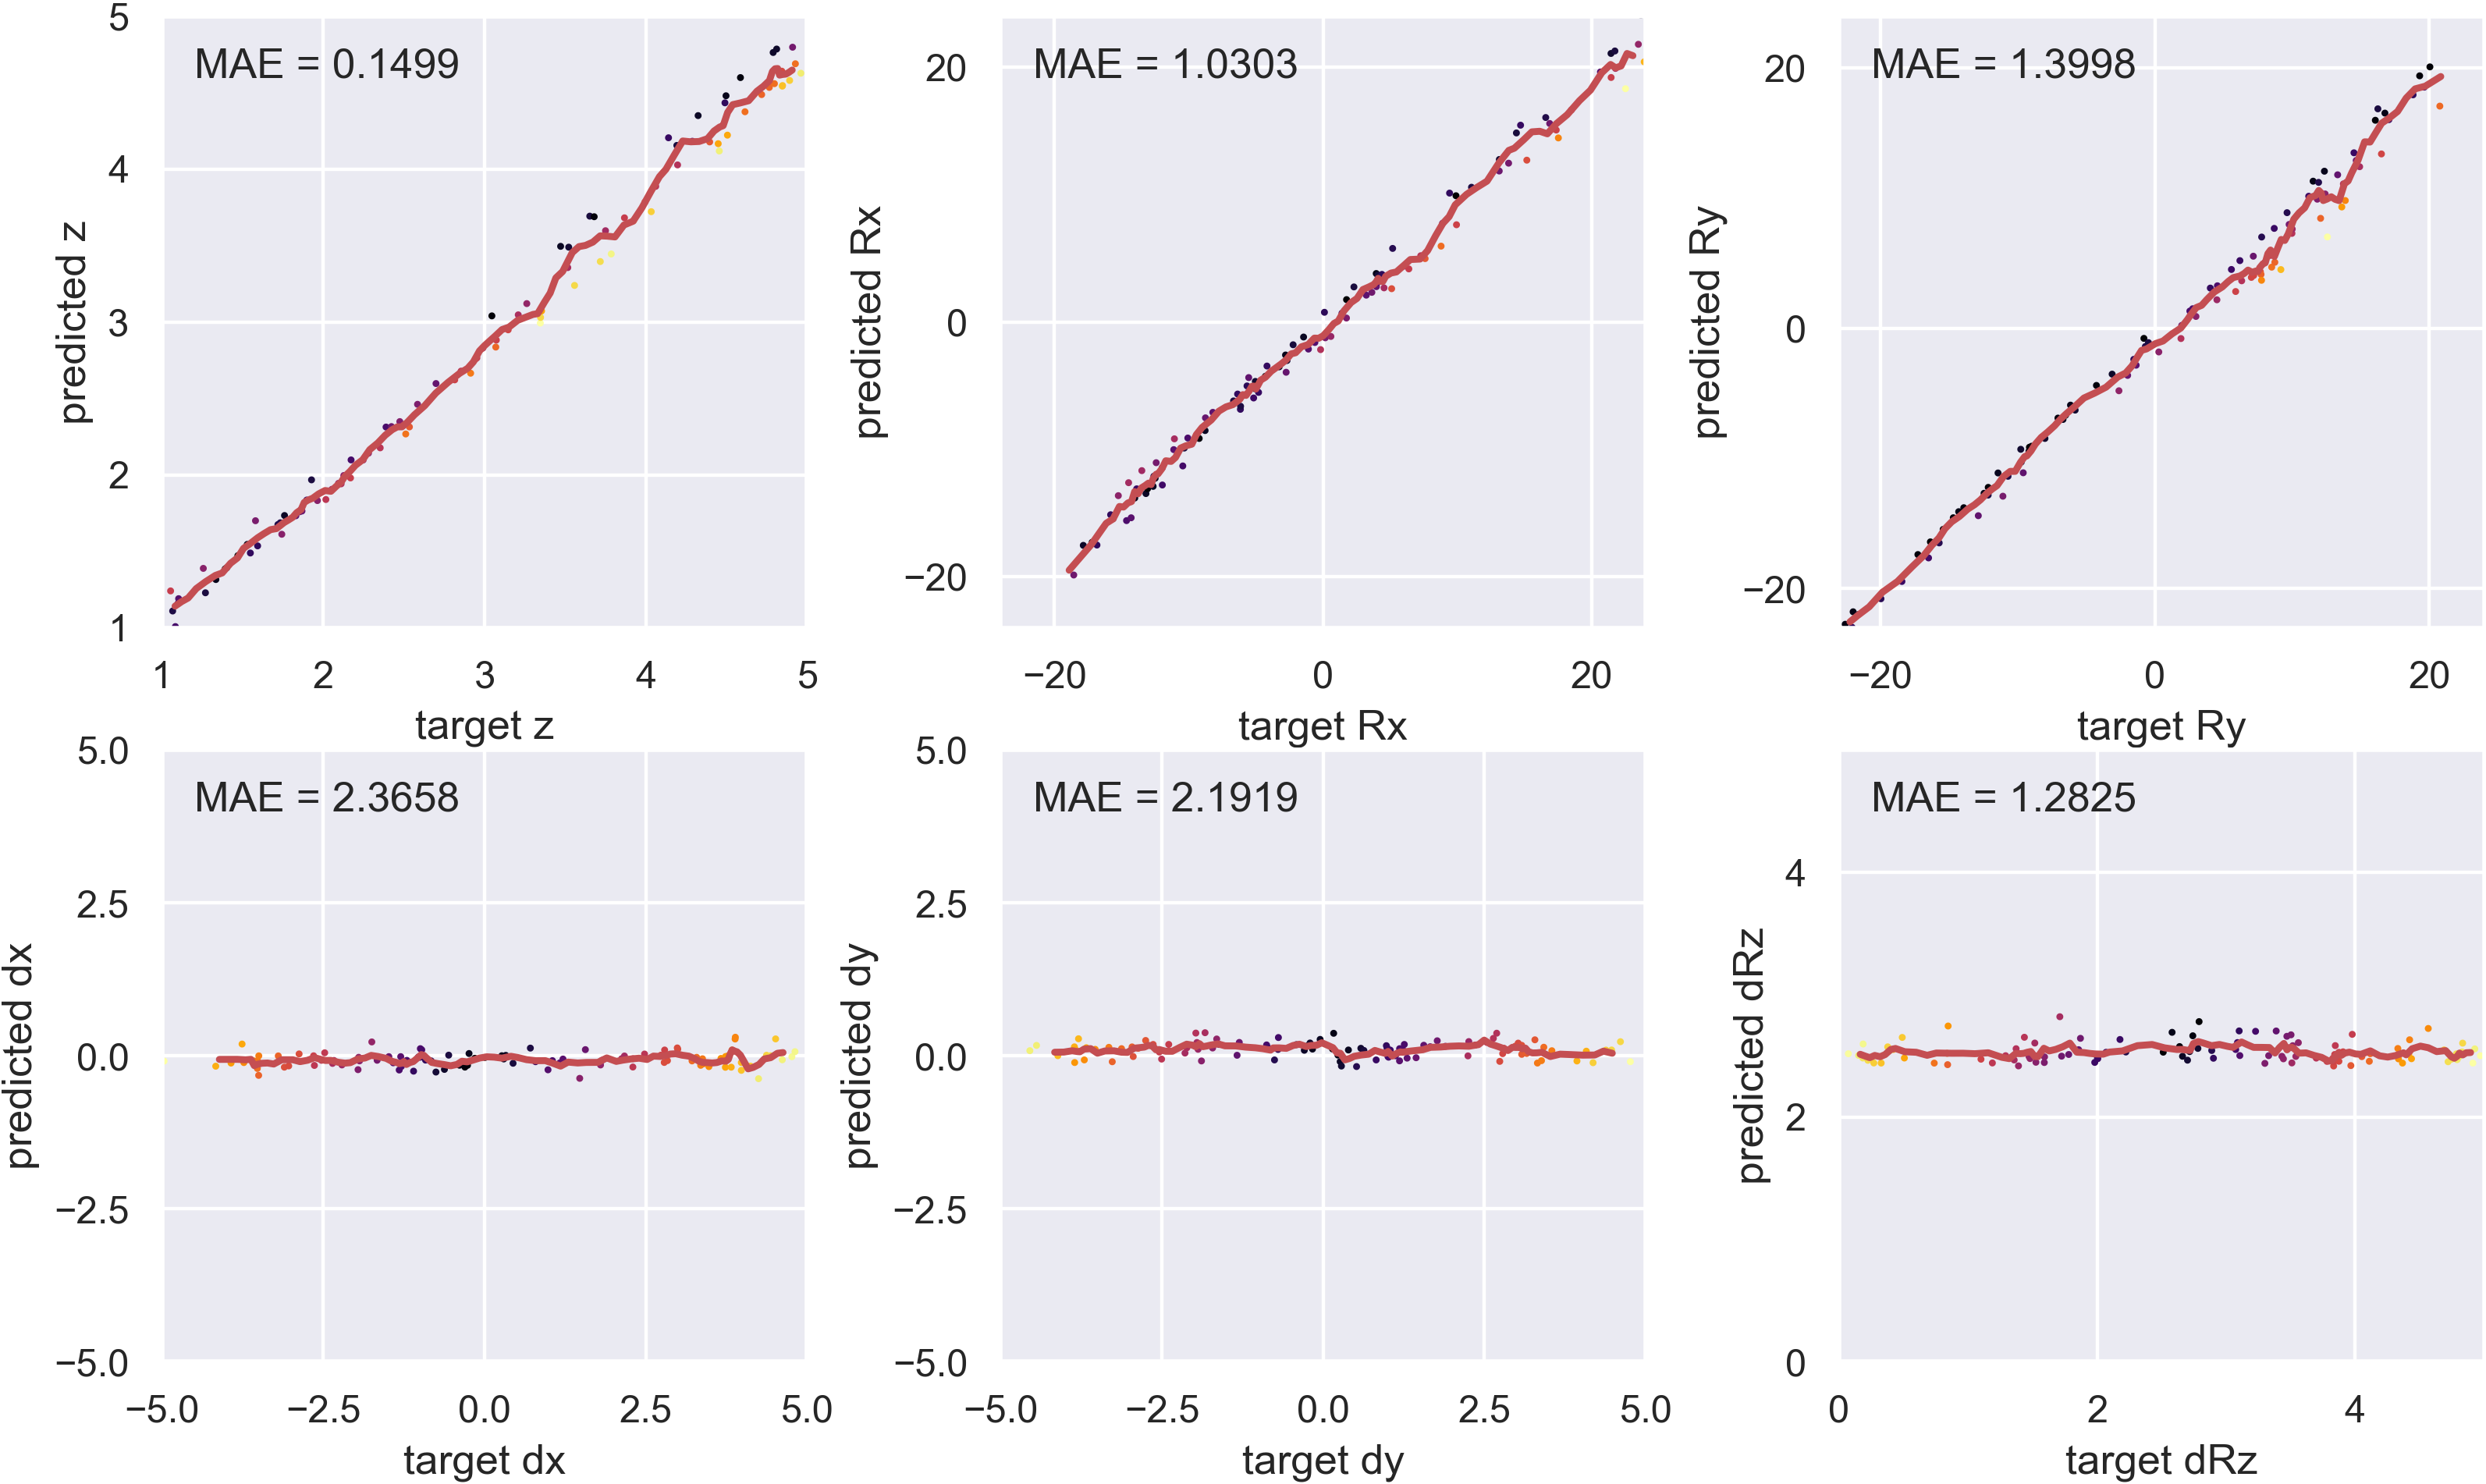 MAE = 0.1499
5
4
3
2
1
predicted z
1 2 3 4 5
target z
MAE = 1.0303
20
0
−20
predicted Rx
−20 0 20
target Rx
MAE = 1.3998
20
0
−20
predicted Ry
−20 0 20
target Ry
MAE = 2.3658
5.0
2.5
0.0
−2.5
−5.0
predicted dx
−5.0 −2.5 0.0 2.5 5.0
target dx
MAE = 2.1919
5.0
2.5
0.0
−2.5
−5.0
predicted dy
−5.0 −2.5 0.0 2.5 5.0
target dy
MAE = 1.2825
4
2
0
predicted dRz
0 2 4
target dRz